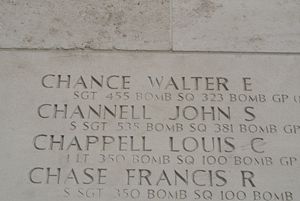 CHANCE WALTER E
SGT 455 BOMB SQ 323 BOMB GP
CHANNELL JOHN S
S SGT 535 BOMB SQ 381 BOMB GP
CHAPPELL LOUIS C
1 LT 350 BOMB SQ 100 BOMB GP
CHASE FRANCIS R
S SGT 350 BOMB SQ 100 BOMB